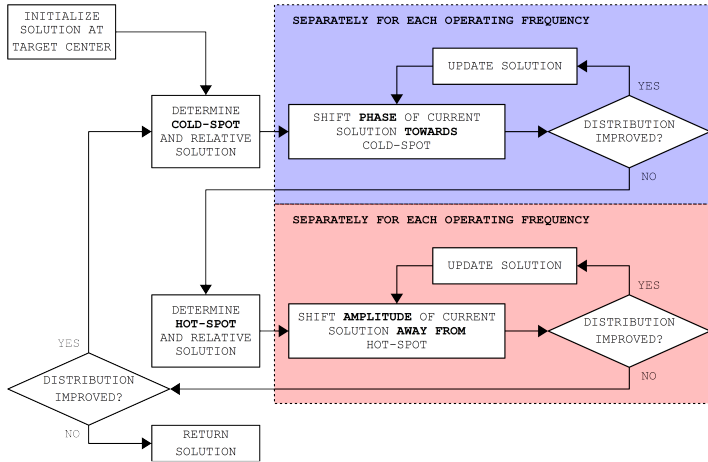 INITIALIZE
SOLUTION AT
TARGET CENTER
SEPARATELY FOR EACH OPERATING FREQUENCY
UPDATE SOLUTION
YES
DETERMINE
COLD-SPOT
AND RELATIVE
SOLUTION
SHIFT PHASE OF CURRENT
SOLUTION TOWARDS
COLD-SPOT
DISTRIBUTION
IMPROVED?
NO
SEPARATELY FOR EACH OPERATING FREQUENCY
UPDATE SOLUTION
YES
DETERMINE
HOT-SPOT
AND RELATIVE
SOLUTION
SHIFT AMPLITUDE OF CURRENT
SOLUTION AWAY FROM
HOT-SPOT
DISTRIBUTION
IMPROVED?
NO
YES
DISTRIBUTION
IMPROVED?
NO
RETURN
SOLUTION